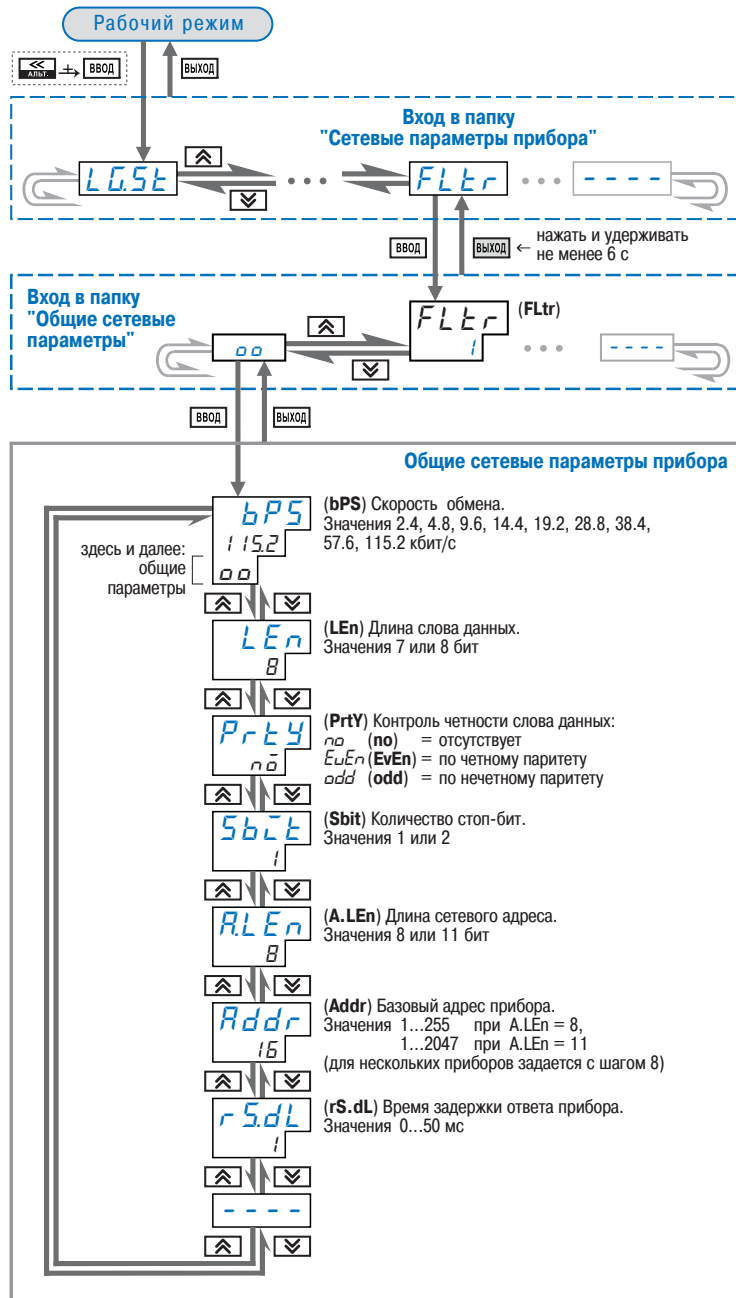 Рабочий режим
АЛЬТ.
ВВОД
ВЫХОД
Вход в папку
"Сетевые параметры прибора"
LG.St
• • •
FLtr
• • •
- - - -
ВВОД
ВЫХОД
← нажать и удерживать
не менее 6 с
Вход в папку
"Общие сетевые
параметры"
oo
FLtr
1
(FLtr)
• • •
- - - -
ВВОД
ВЫХОД
Общие сетевые параметры прибора
bPS
115.2
oo
здесь и далее:
общие
параметры
(bPS) Скорость обмена.
Значения 2.4, 4.8, 9.6, 14.4, 19.2, 28.8, 38.4,
57.6, 115.2 кбит/с
LEn
8
(LEn) Длина слова данных.
Значения 7 или 8 бит
PrtY
no
(PrtY) Контроль четности слова данных:
no (no) = отсутствует
EvEn (EvEn) = по четному паритету
odd (odd) = по нечетному паритету
Sbit
1
(Sbit) Количество стоп-бит.
Значения 1 или 2
A.LEn
8
(A.LEn) Длина сетевого адреса.
Значения 8 или 11 бит
Addr
16
(Addr) Базовый адрес прибора.
Значения 1...255 при A.LEn = 8,
1...2047 при A.LEn = 11
(для нескольких приборов задается с шагом 8)
rS.dL
1
(rS.dL) Время задержки ответа прибора.
Значения 0...50 мс
- - - -